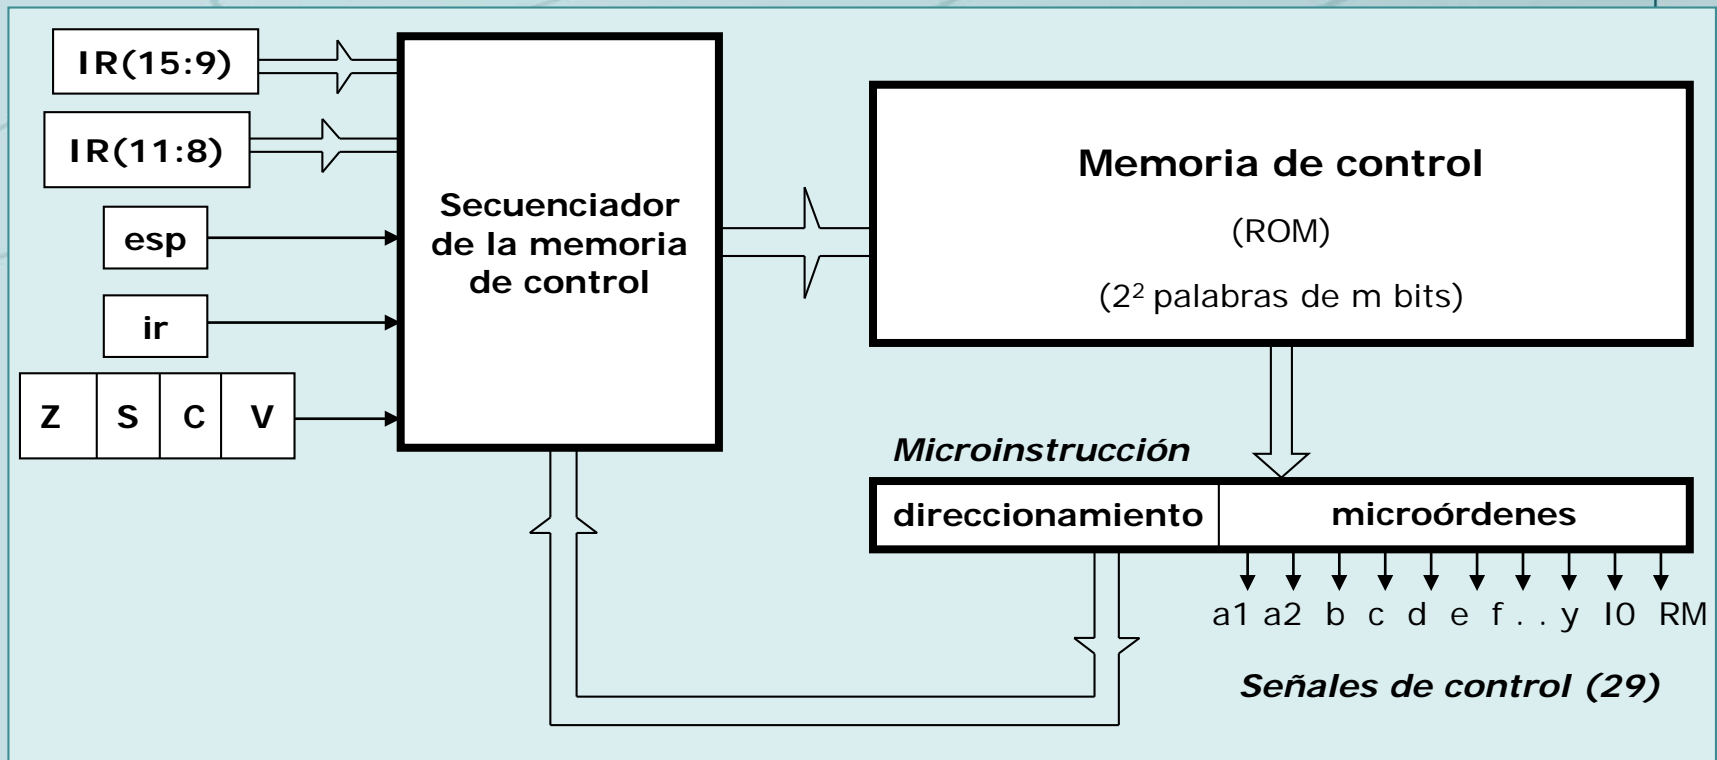 IR(15:9)
IR(11:8)
esp
ir
Z S C V
Secuenciador
de la memoria
de control
Memoria de control
(ROM)
(2² palabras de m bits)
Microinstrucción
direccionamiento microórdenes
a1 a2 b c d e f . . y I0 RM
Señales de control (29)